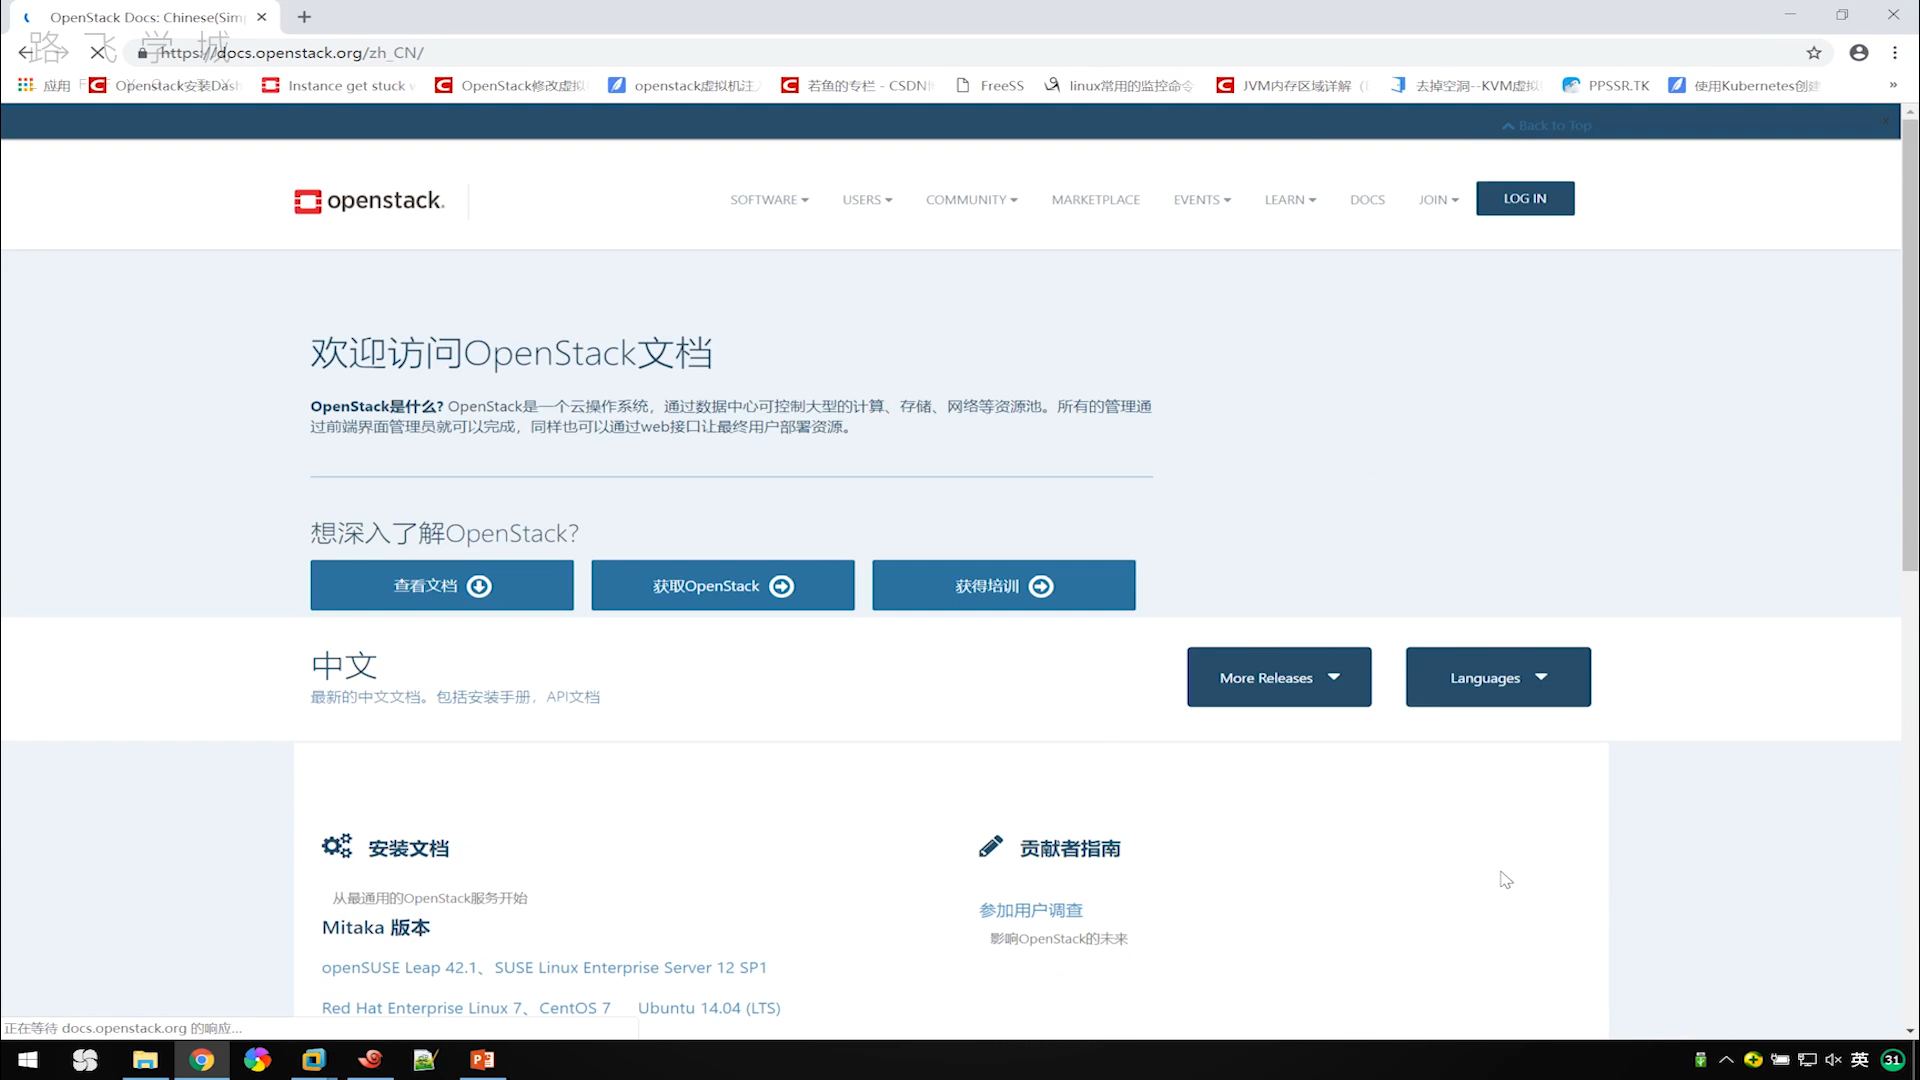 OpenStack Docs: Chinese(Sim
路飞学城
https://docs.openstack.org/zh_CN/
应用 Openstack安装Dash Instance get stuck w OpenStack修改虚拟 openstack虚拟机注 若鱼的专栏 - CSDN FreeSS linux常用的监控命令 JVM内存区域详解 去掉空洞--KVM虚拟 PPSSR.TK 使用Kubernetes创建 »
Back to Top
openstack. SOFTWARE USERS COMMUNITY MARKETPLACE EVENTS LEARN DOCS JOIN LOG IN
欢迎访问OpenStack文档
OpenStack是什么? OpenStack是一个云操作系统，通过数据中心可控制大型的计算、存储、网络等资源池。所有的管理通
过前端界面管理员就可以完成，同样也可以通过web接口让最终用户部署资源。
想深入了解OpenStack?
查看文档 获取OpenStack 获得培训
中文
最新的中文文档。包括安装手册，API文档
More Releases Languages
安装文档 贡献者指南
从最通用的OpenStack服务开始
Mitaka 版本
参加用户调查
影响OpenStack的未来
openSUSE Leap 42.1、SUSE Linux Enterprise Server 12 SP1
Red Hat Enterprise Linux 7、CentOS 7 Ubuntu 14.04 (LTS)
正在等待 docs.openstack.org 的响应...
英 31